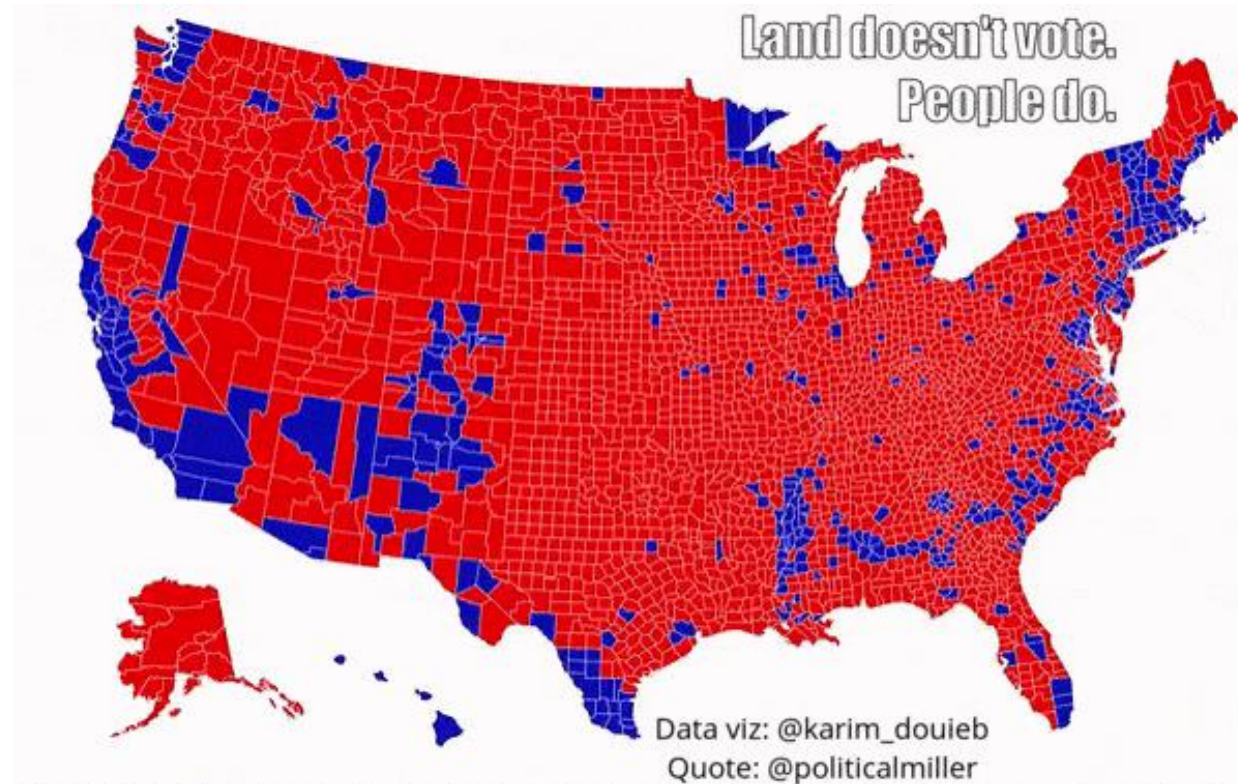 Land doesn't vote.
People do.
Data viz: @karim_douieb
Quote: @politicalmiller